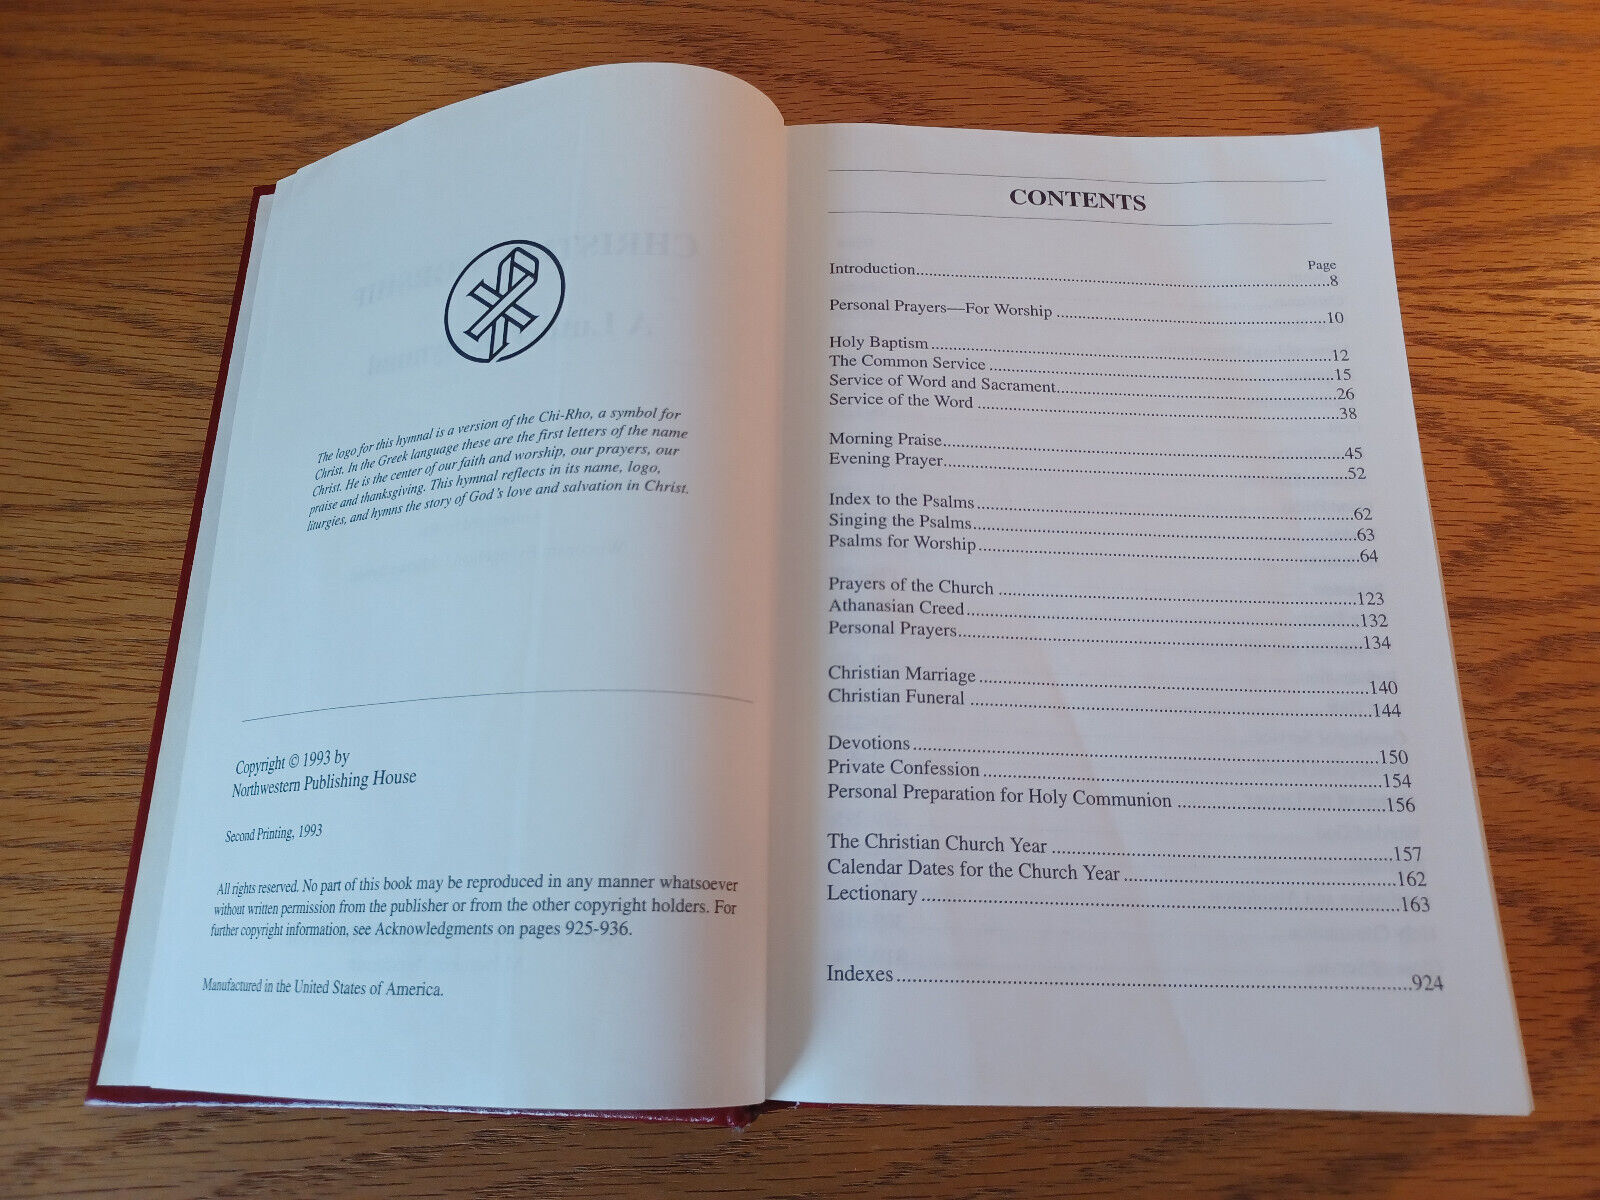 The logo for this hymnal is a version of the Chi-Rho, a symbol for
Christ. In the Greek language these are the first letters of the name
Christ. He is the center of our faith and worship, our prayers, our
praise and thanksgiving. This hymnal reflects in its name, logo,
liturgies, and hymns the story of God's love and salvation in Christ.
Copyright © 1993 by
Northwestern Publishing House
Second Printing, 1993
All rights reserved. No part of this book may be reproduced in any manner whatsoever
without written permission from the publisher or from the other copyright holders. For
further copyright information, see Acknowledgments on pages 925-936.
Manufactured in the United States of America.
CONTENTS
Page
Introduction........8
Personal Prayers—For Worship........10
Holy Baptism........12
The Common Service........15
Service of Word and Sacrament........26
Service of the Word........38
Morning Praise........45
Evening Prayer........52
Index to the Psalms........62
Singing the Psalms........63
Psalms for Worship........64
Prayers of the Church........123
Athanasian Creed........132
Personal Prayers........134
Christian Marriage........140
Christian Funeral........144
Devotions........150
Private Confession........154
Personal Preparation for Holy Communion........156
The Christian Church Year........157
Calendar Dates for the Church Year........162
Lectionary........163
Indexes........924